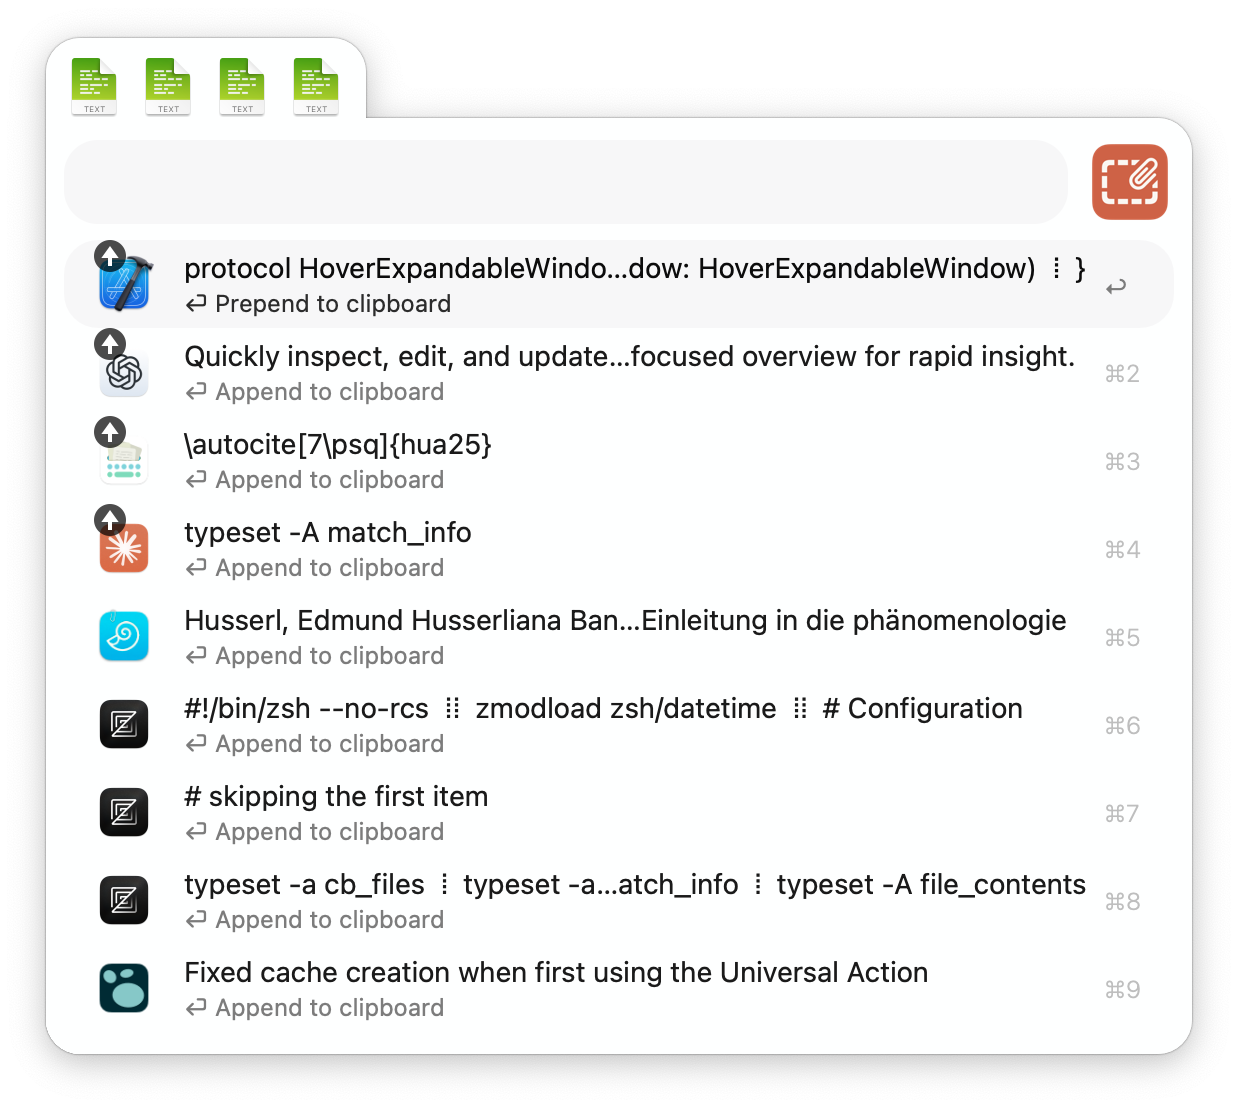 TEXT TEXT TEXT TEXT
protocol HoverExpandableWindo...dow: HoverExpandableWindow) ⁞ }
↩ Prepend to clipboard
↩
Quickly inspect, edit, and update...focused overview for rapid insight.
↩ Append to clipboard
⌘2
\autocite[7\psq]{hua25}
↩ Append to clipboard
⌘3
typeset -A match_info
↩ Append to clipboard
⌘4
Husserl, Edmund Husserliana Ban...Einleitung in die phänomenologie
↩ Append to clipboard
⌘5
#!/bin/zsh --no-rcs ⁞⁞ zmodload zsh/datetime ⁞⁞ # Configuration
↩ Append to clipboard
⌘6
# skipping the first item
↩ Append to clipboard
⌘7
typeset -a cb_files ⁞ typeset -a...atch_info ⁞ typeset -A file_contents
↩ Append to clipboard
⌘8
Fixed cache creation when first using the Universal Action
↩ Append to clipboard
⌘9